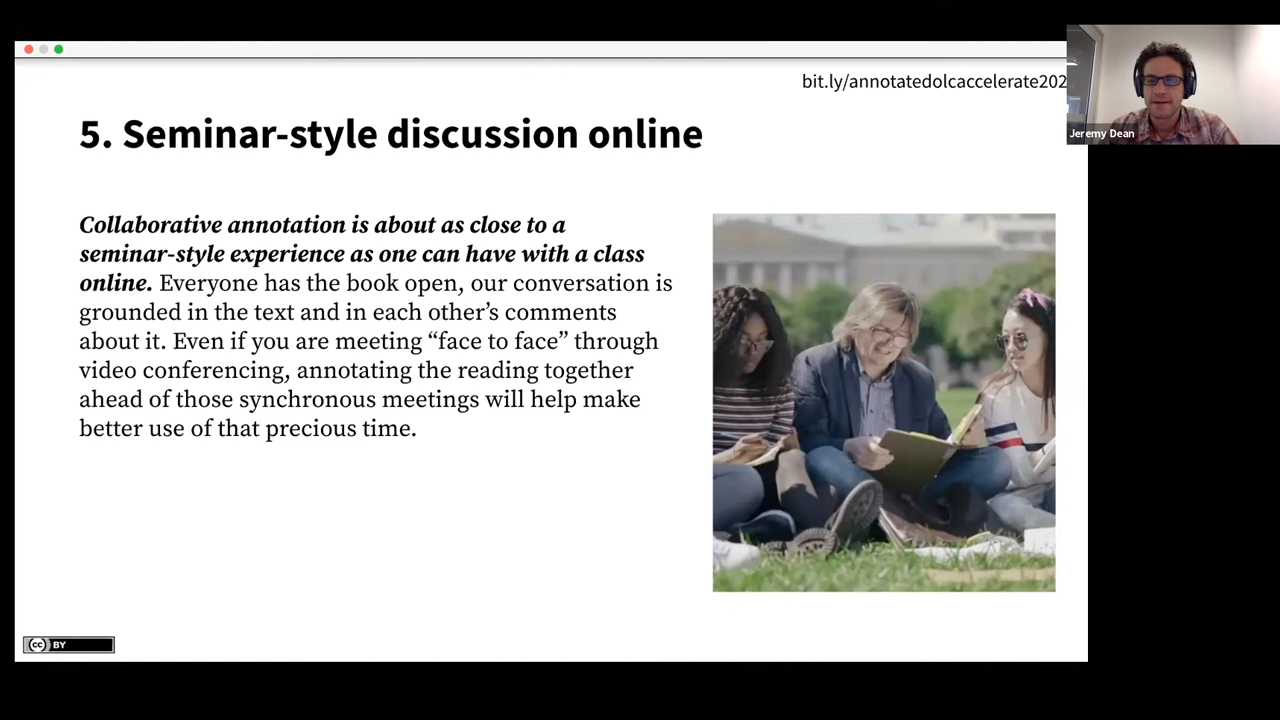 bit.ly/annotatedolcaccelerate202
Jeremy Dean
5. Seminar-style discussion online
Collaborative annotation is about as close to a
seminar-style experience as one can have with a class
online. Everyone has the book open, our conversation is
grounded in the text and in each other’s comments
about it. Even if you are meeting “face to face” through
video conferencing, annotating the reading together
ahead of those synchronous meetings will help make
better use of that precious time.
cc BY